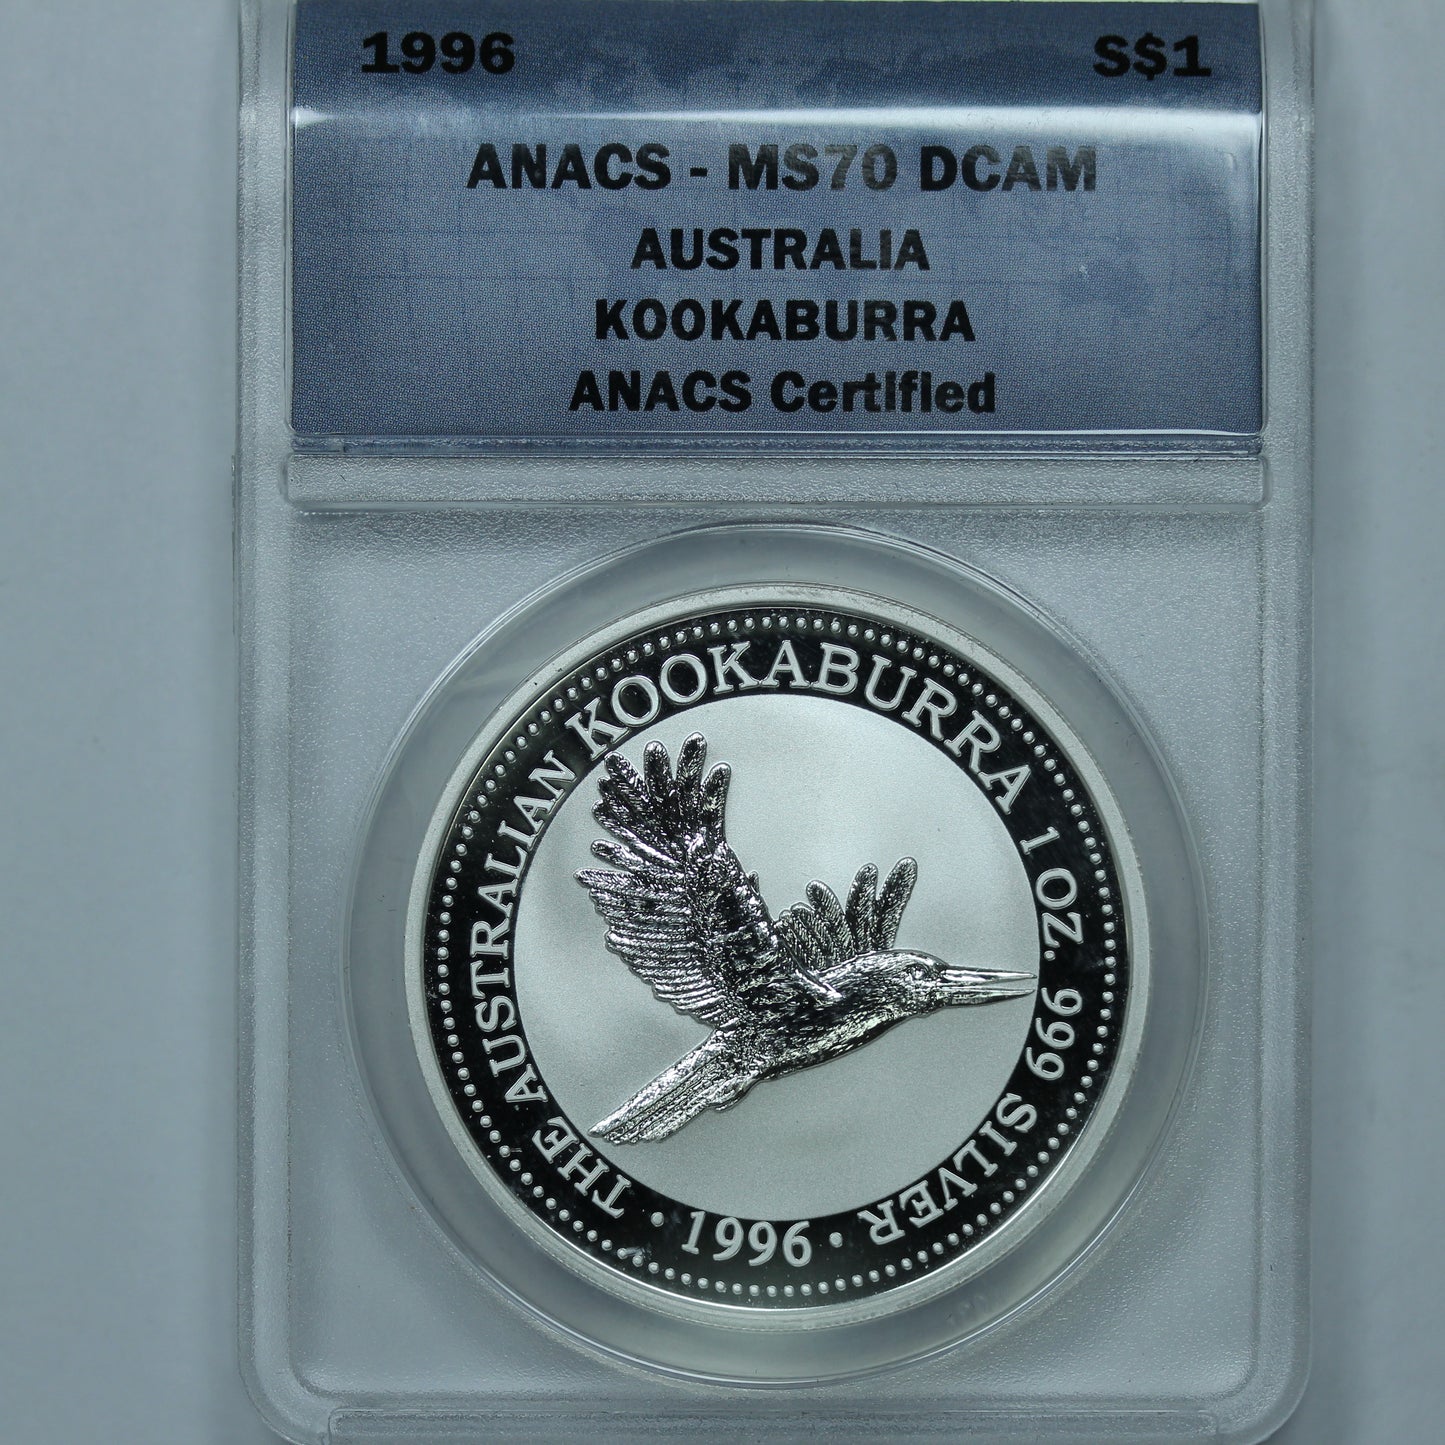 1996 S$1
ANACS - MS70 DCAM
AUSTRALIA
KOOKABURRA
ANACS Certified
THE AUSTRALIAN KOOKABURRA 1 OZ. 999 SILVER
· 1996 ·